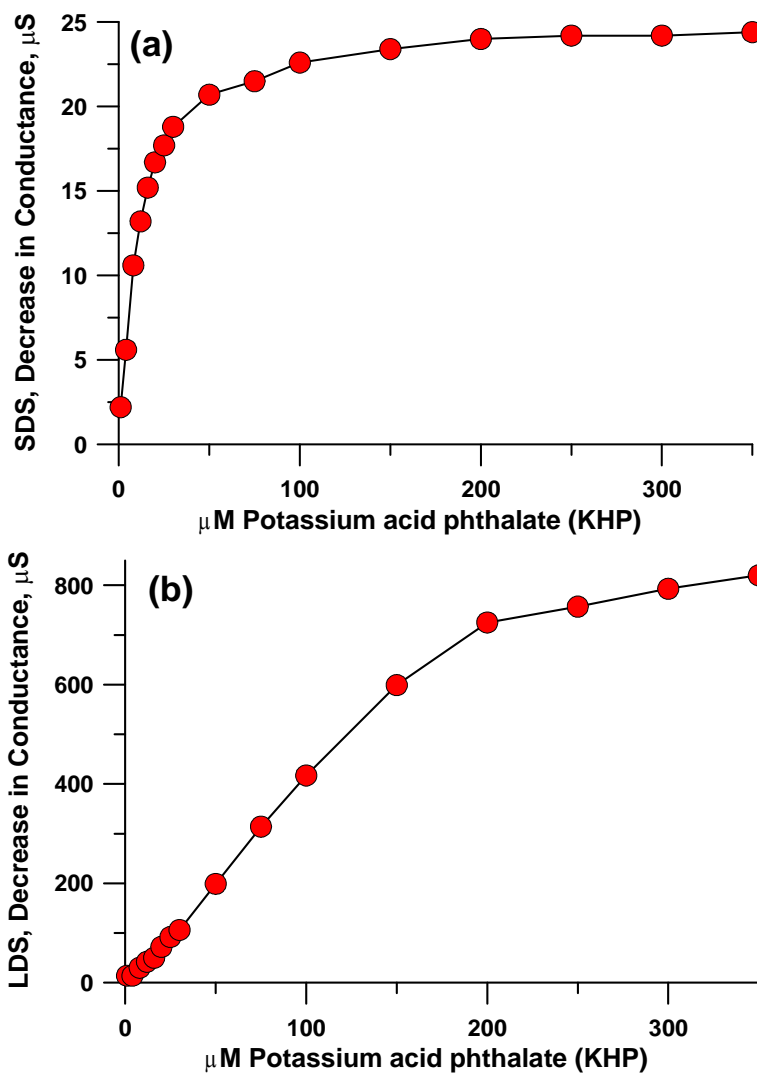 (a)
SDS, Decrease in Conductance, μS
25
20
15
10
5
0
0 100 200 300
μM Potassium acid phthalate (KHP)
(b)
LDS, Decrease in Conductance, μS
800
600
400
200
0
0 100 200 300
μM Potassium acid phthalate (KHP)